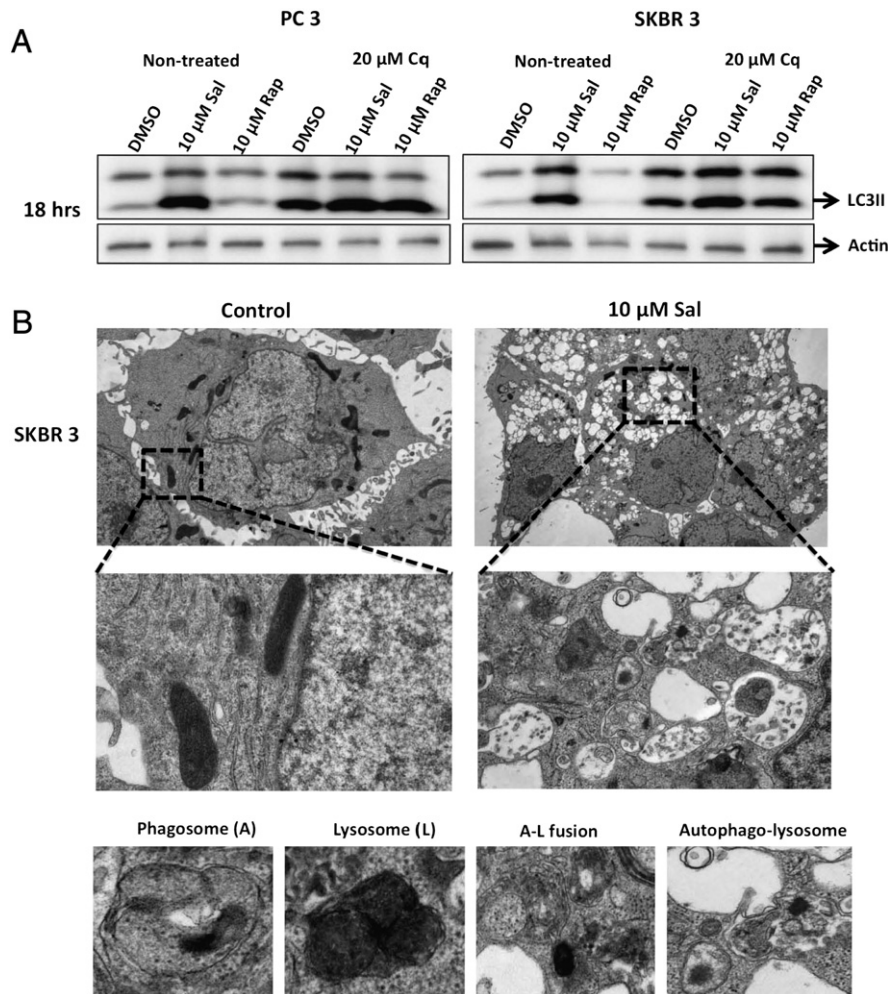 A
PC 3
SKBR 3
Non-treated
20 µM Cq
Non-treated
20 µM Cq
DMSO
10 µM Sal
10 µM Rap
DMSO
10 µM Sal
10 µM Rap
DMSO
10 µM Sal
10 µM Rap
DMSO
10 µM Sal
10 µM Rap
18 hrs
LC3II
Actin
B
Control
10 µM Sal
SKBR 3
Phagosome (A)
Lysosome (L)
A-L fusion
Autophago-lysosome